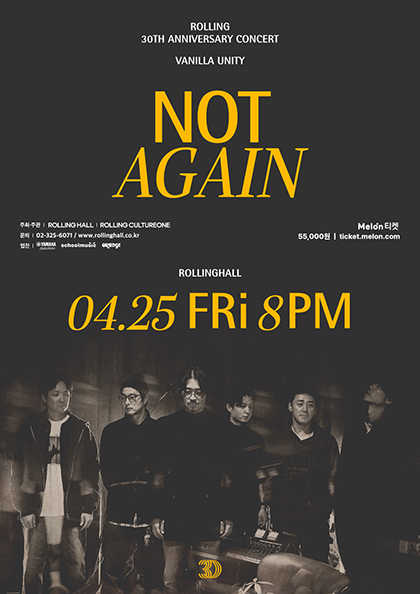 ROLLING
30TH ANNIVERSARY CONCERT
VANILLA UNITY
NOT
AGAIN
주최·주관 | ROLLING HALL | ROLLING CULTUREONE
문의 | 02-325-6071 / www.rollinghall.co.kr
협찬 | YAMAHA schoolmusic orange
Melon티켓
55,000원 | ticket.melon.com
ROLLINGHALL
04.25 FRi 8PM
30